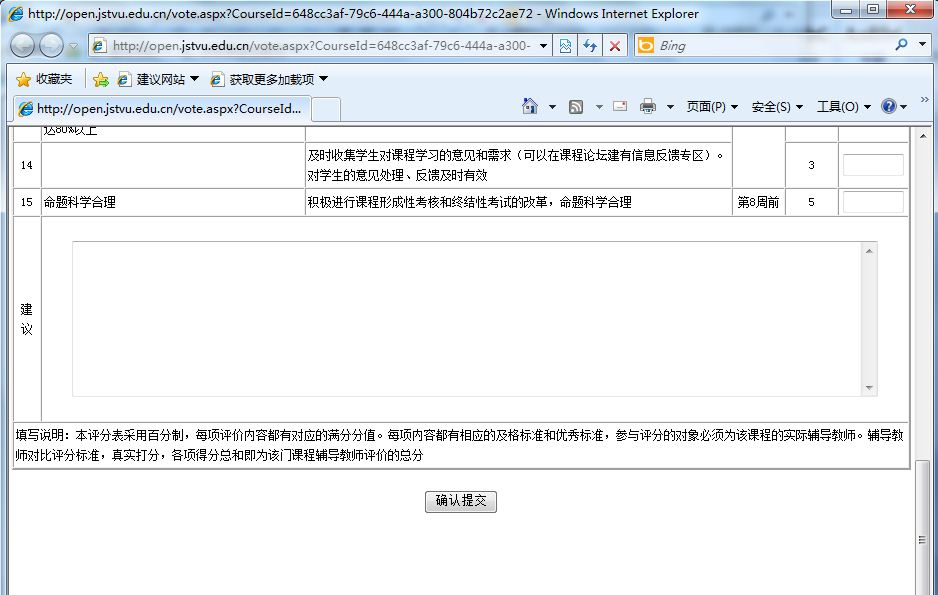 http://open.jstvu.edu.cn/vote.aspx?CourseId=648cc3af-79c6-444a-a300-804b72c2ae72 - Windows Internet Explorer
http://open.jstvu.edu.cn/vote.aspx?CourseId=648cc3af-79c6-444a-a300- Bing
收藏夹 建议网站 获取更多加载项
http://open.jstvu.edu.cn/vote.aspx?CourseId... 页面(P) 安全(S) 工具(O)
达80%以上
14 及时收集学生对课程学习的意见和需求（可以在课程论坛建有信息反馈专区）。 3
对学生的意见处理、反馈及时有效
15 命题科学合理 积极进行课程形成性考核和终结性考试的改革，命题科学合理 第8周前 5
建
议
填写说明：本评分表采用百分制，每项评价内容都有对应的满分分值。每项内容都有相应的及格标准和优秀标准，参与评分的对象必须为该课程的实际辅导教师。辅导教
师对比评分标准，真实打分，各项得分总和即为该门课程辅导教师评价的总分
确认提交